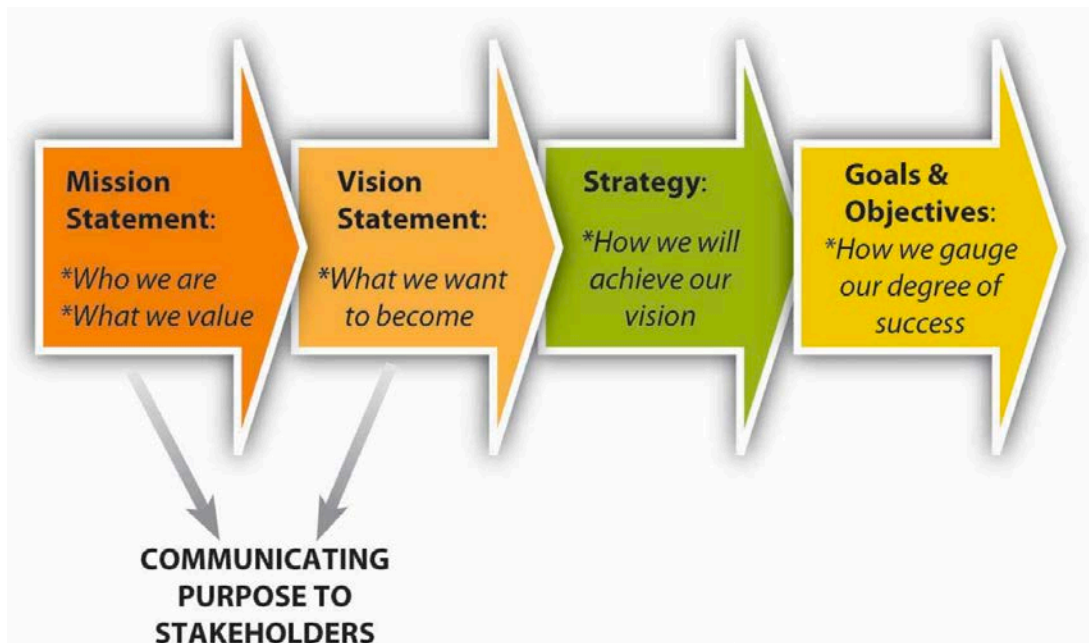 Mission
Statement:
*Who we are
*What we value
Vision
Statement:
*What we want
to become
Strategy:
*How we will
achieve our
vision
Goals &
Objectives:
*How we gauge
our degree of
success
COMMUNICATING
PURPOSE TO
STAKEHOLDERS